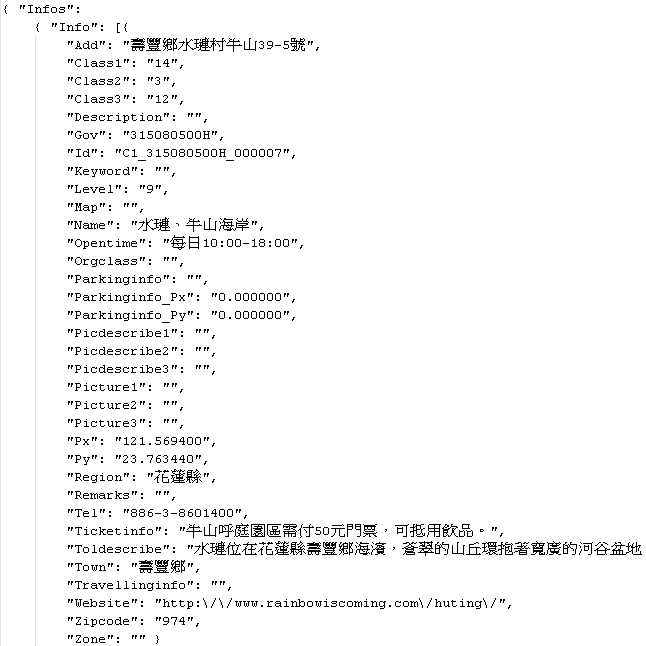 { "Infos":
{ "Info": [{
"Add": "壽豐鄉水璉村牛山39-5號",
"Class1": "14",
"Class2": "3",
"Class3": "12",
"Description": "",
"Gov": "315080500H",
"Id": "C1_315080500H_000007",
"Keyword": "",
"Level": "9",
"Map": "",
"Name": "水璉、牛山海岸",
"Opentime": "每日10:00-18:00",
"Orgclass": "",
"Parkinginfo": "",
"Parkinginfo_Px": "0.000000",
"Parkinginfo_Py": "0.000000",
"Picdescribe1": "",
"Picdescribe2": "",
"Picdescribe3": "",
"Picture1": "",
"Picture2": "",
"Picture3": "",
"Px": "121.569400",
"Py": "23.763440",
"Region": "花蓮縣",
"Remarks": "",
"Tel": "886-3-8601400",
"Ticketinfo": "牛山呼庭園區需付50元門票，可抵用飲品。",
"Toldescribe": "水璉位在花蓮縣壽豐鄉海濱，蒼翠的山丘環抱著寬廣的河谷盆地
"Town": "壽豐鄉",
"Travellinginfo": "",
"Website": "http:\/\/www.rainbowiscoming.com\/huting\/",
"Zipcode": "974",
"Zone": "" }